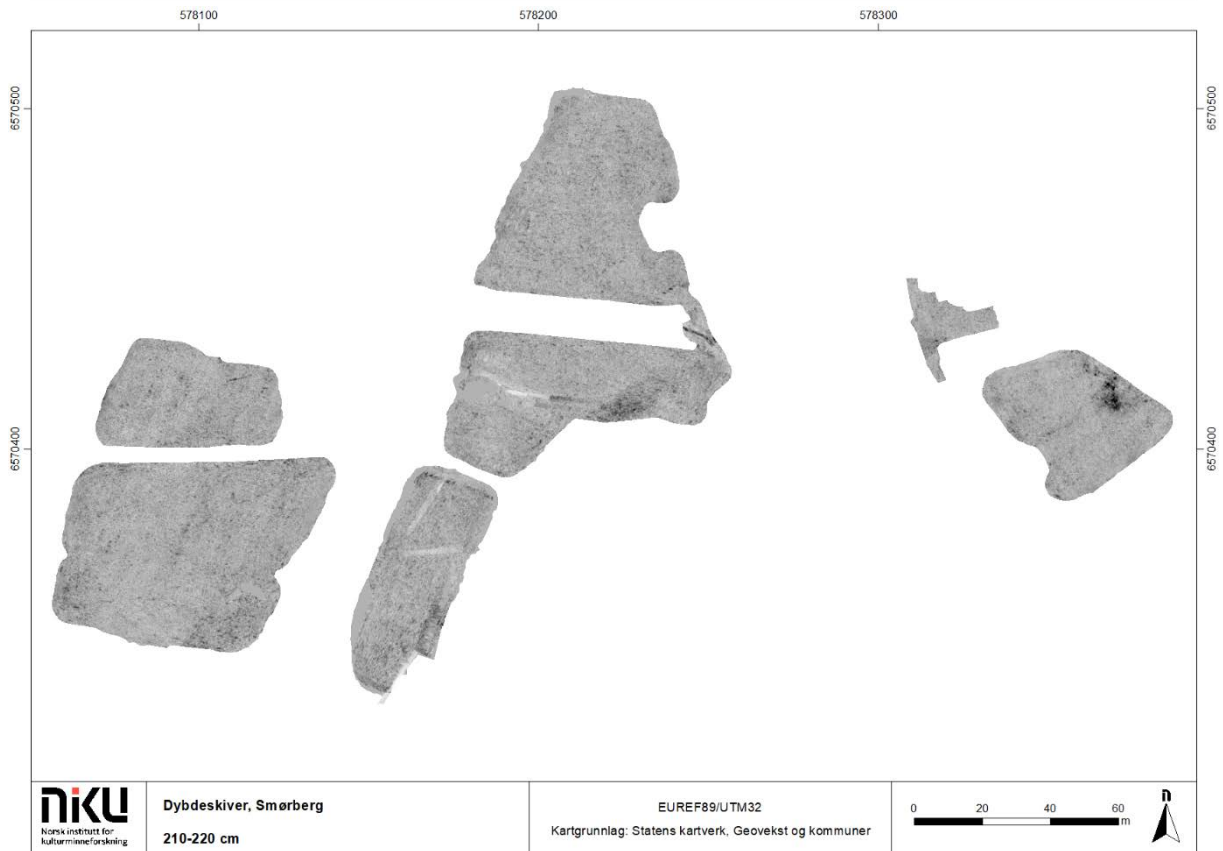 578100 578200 578300
6570500 6570500
6570400 6570400
niku
Norsk institutt for
kulturminneforskning
Dybdeskiver, Smørberg
210-220 cm
EUREF89/UTM32
Kartgrunnlag: Statens kartverk, Geovekst og kommuner
0 20 40 60
m
n